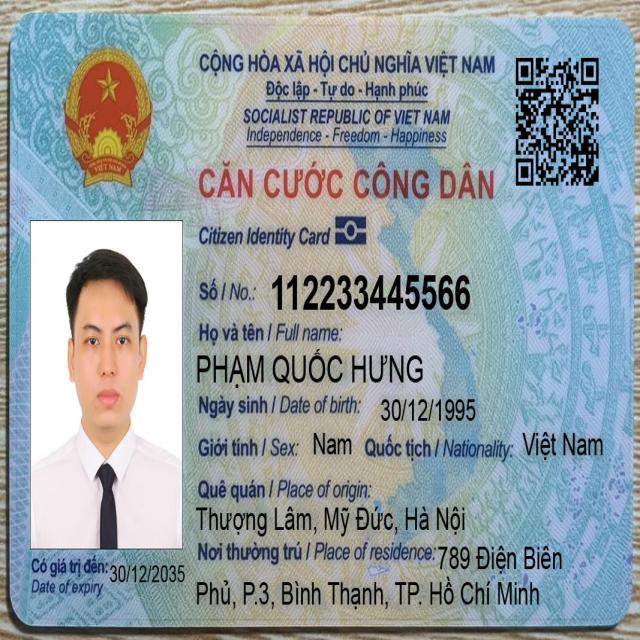 CỘNG HÒA XÃ HỘI CHỦ NGHĨA VIỆT NAM
Độc lập - Tự do - Hạnh phúc
SOCIALIST REPUBLIC OF VIET NAM
Independence - Freedom - Happiness
CĂN CƯỚC CÔNG DÂN
Citizen Identity Card
Số / No.: 112233445566
Họ và tên / Full name:
PHẠM QUỐC HƯNG
Ngày sinh / Date of birth: 30/12/1995
Giới tính / Sex: Nam Quốc tịch / Nationality: Việt Nam
Quê quán / Place of origin:
Thượng Lâm, Mỹ Đức, Hà Nội
Nơi thường trú / Place of residence: 789 Điện Biên
Phủ, P.3, Bình Thạnh, TP. Hồ Chí Minh
Có giá trị đến: 30/12/2035
Date of expiry
VIỆT NAM